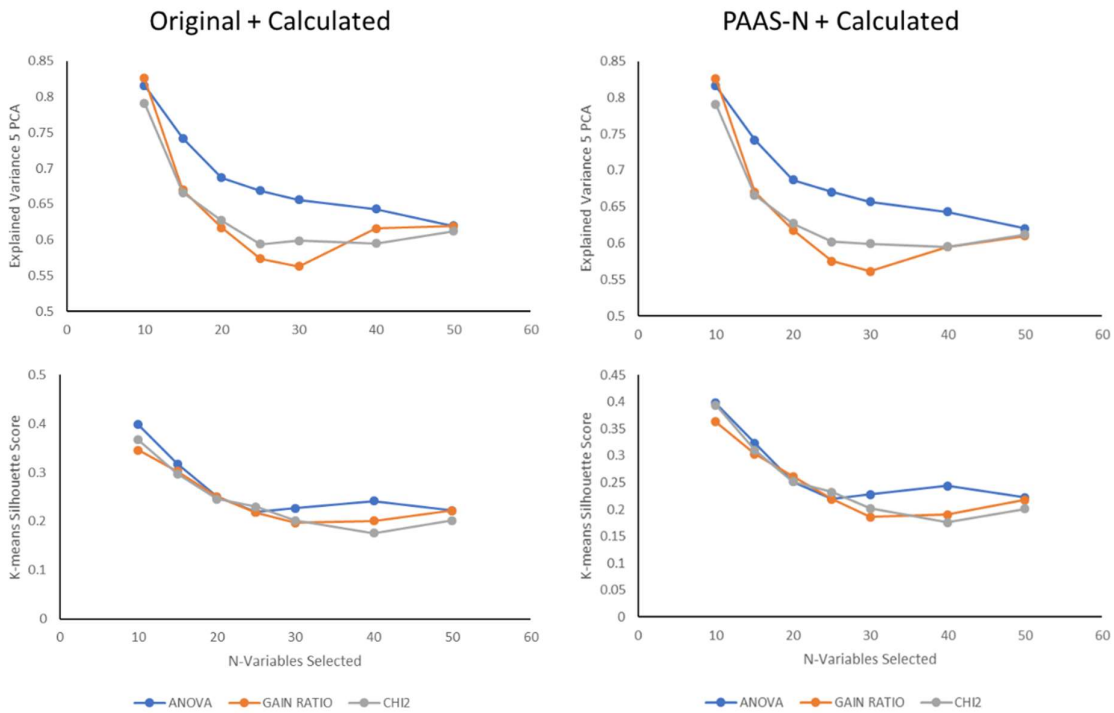 Original + Calculated
PAAS-N + Calculated
Explained Variance 5 PCA
0.85
0.8
0.75
0.7
0.65
0.6
0.55
0.5
0 10 20 30 40 50 60
Explained Variance 5 PCA
0.85
0.8
0.75
0.7
0.65
0.6
0.55
0.5
0 10 20 30 40 50 60
K-means Silhouette Score
0.5
0.4
0.3
0.2
0.1
0
0 10 20 30 40 50 60
N-Variables Selected
K-means Silhouette Score
0.45
0.4
0.35
0.3
0.25
0.2
0.15
0.1
0.05
0
0 10 20 30 40 50 60
N-Variables Selected
ANOVA GAIN RATIO CHI2
ANOVA GAIN RATIO CHI2